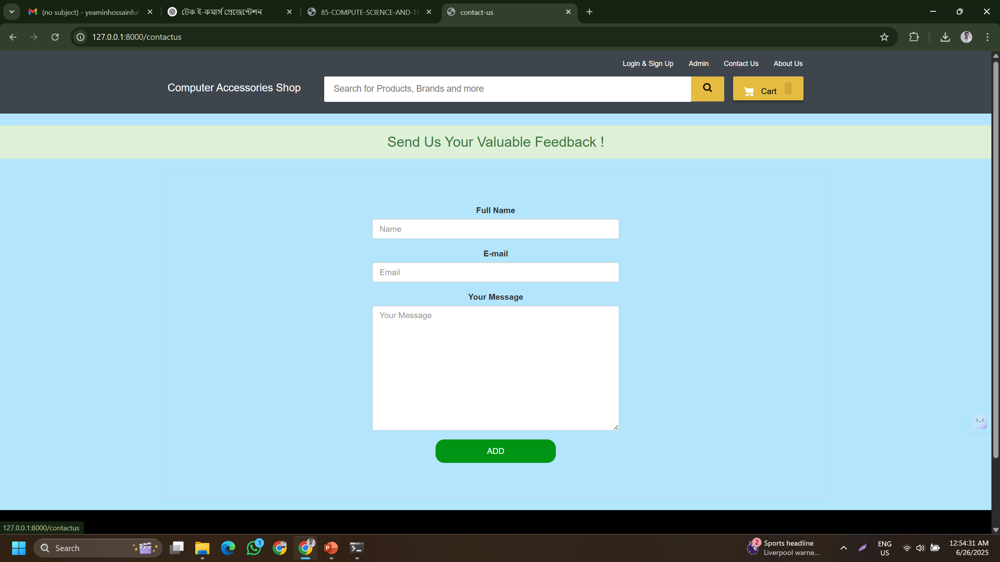 (no subject) - yeaminhossainfuh
টেক ই-কমার্স প্রেজেন্টেশন
85-COMPUTE-SCIENCE-AND-TE
contact-us
127.0.0.1:8000/contactus
Login & Sign Up Admin Contact Us About Us
Computer Accessories Shop
Search for Products, Brands and more
Cart
Send Us Your Valuable Feedback !
Full Name
Name
E-mail
Email
Your Message
Your Message
ADD
127.0.0.1:8000/contactus
Search
1
P
2
Sports headline
Liverpool warne...
ENG
US
12:54:31 AM
6/26/2025